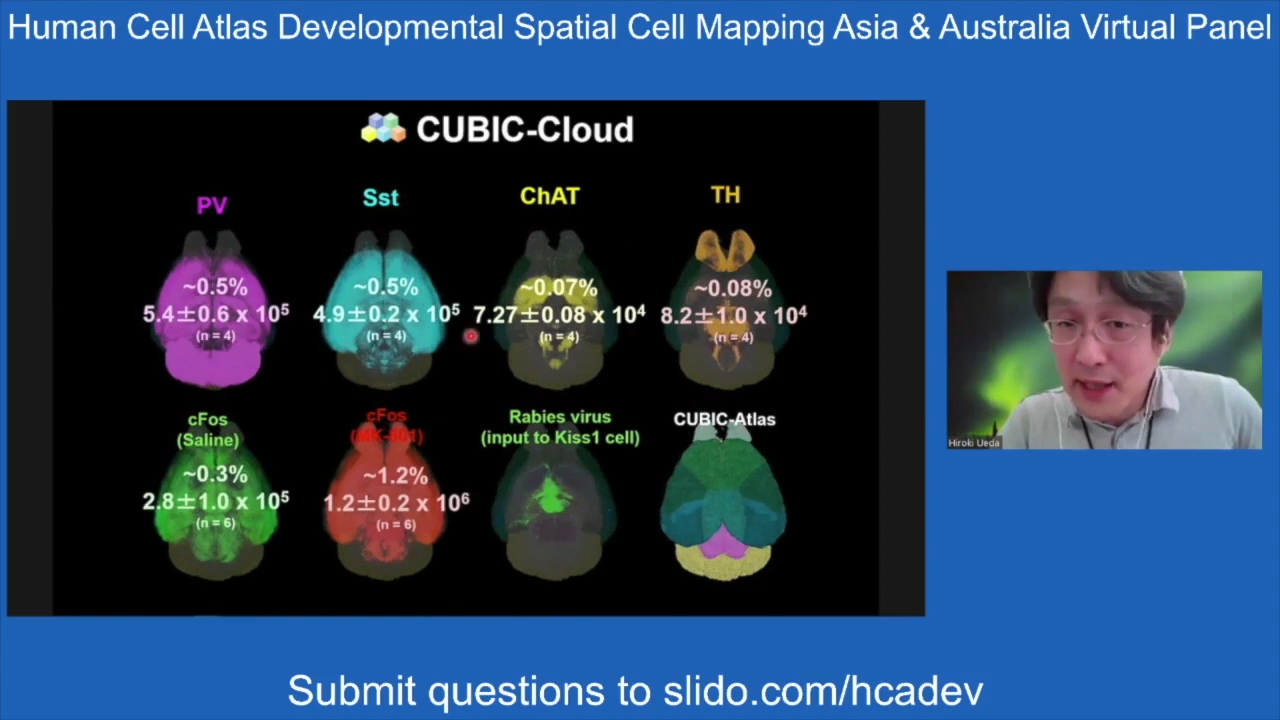 Human Cell Atlas Developmental Spatial Cell Mapping Asia & Australia Virtual Panel
CUBIC-Cloud
PV
~0.5%
5.4±0.6 x 10⁵
(n = 4)
Sst
~0.5%
4.9±0.2 x 10⁵
(n = 4)
ChAT
~0.07%
7.27±0.08 x 10⁴
(n = 4)
TH
~0.08%
8.2±1.0 x 10⁴
(n = 4)
cFos
(Saline)
~0.3%
2.8±1.0 x 10⁵
(n = 6)
cFos
(MK-801)
~1.2%
1.2±0.2 x 10⁶
(n = 6)
Rabies virus
(input to Kiss1 cell)
CUBIC-Atlas
Hiroki Ueda
Submit questions to slido.com/hcadev